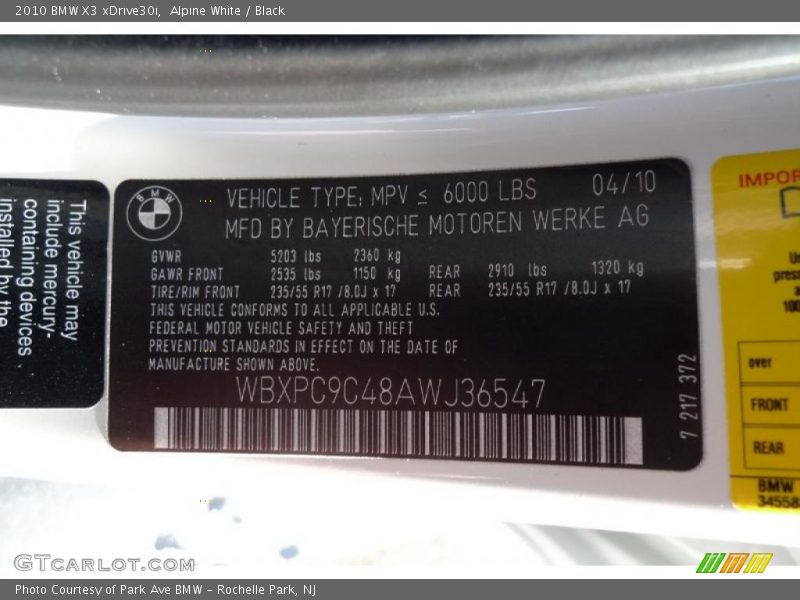 2010 BMW X3 xDrive30i,  Alpine White / Black
This vehicle may
include mercury-
containing devices
installed by the
BMW
VEHICLE TYPE: MPV ≤ 6000 LBS 04/10
MFD BY BAYERISCHE MOTOREN WERKE AG
GVWR 5203 lbs 2360 kg
GAWR FRONT 2535 lbs 1150 kg REAR 2910 lbs 1320 kg
TIRE/RIM FRONT 235/55 R17 /8.0J x 17 REAR 235/55 R17 /8.0J x 17
THIS VEHICLE CONFORMS TO ALL APPLICABLE U.S.
FEDERAL MOTOR VEHICLE SAFETY AND THEFT
PREVENTION STANDARDS IN EFFECT ON THE DATE OF
MANUFACTURE SHOWN ABOVE.
WBXPC9C48AWJ36547
7 217 372
over
FRONT
REAR
BMW
34558
GTcarlot.com
Photo Courtesy of Park Ave BMW - Rochelle Park, NJ